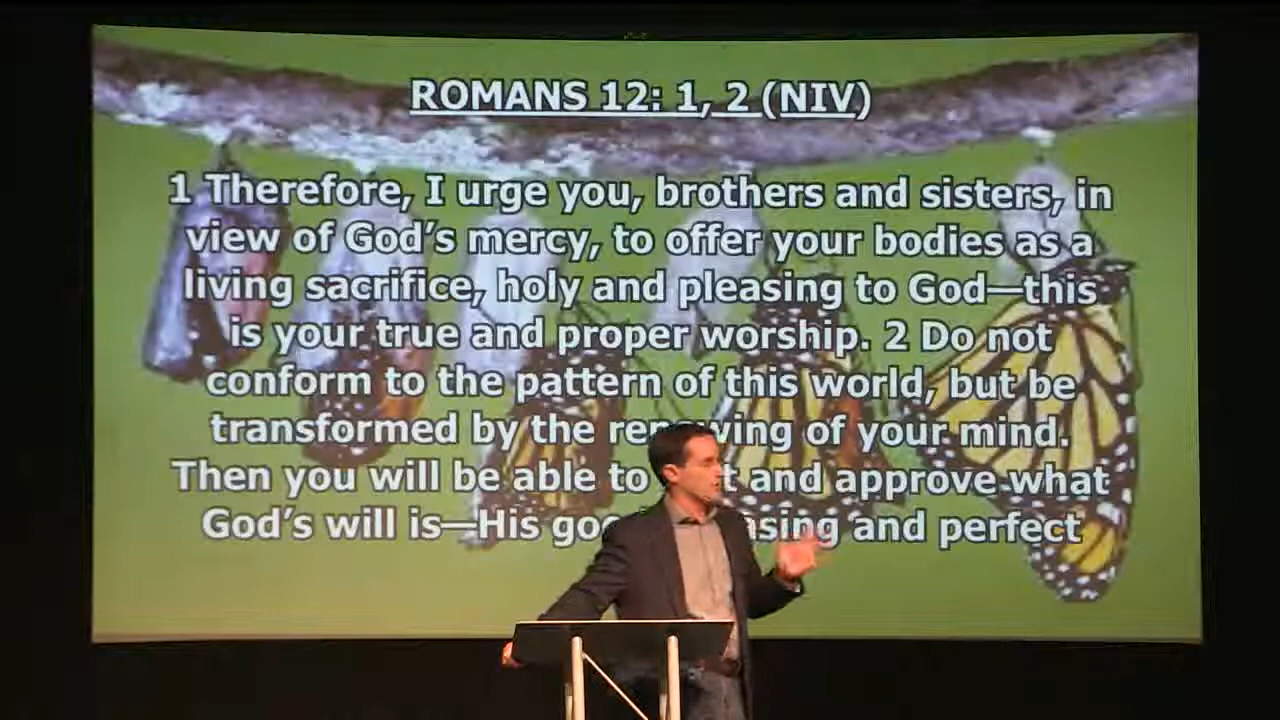 ROMANS 12: 1, 2 (NIV)
1 Therefore, I urge you, brothers and sisters, in
view of God's mercy, to offer your bodies as a
living sacrifice, holy and pleasing to God—this
is your true and proper worship. 2 Do not
conform to the pattern of this world, but be
transformed by the renewing of your mind.
Then you will be able to and approve what
God's will is—His and perfect